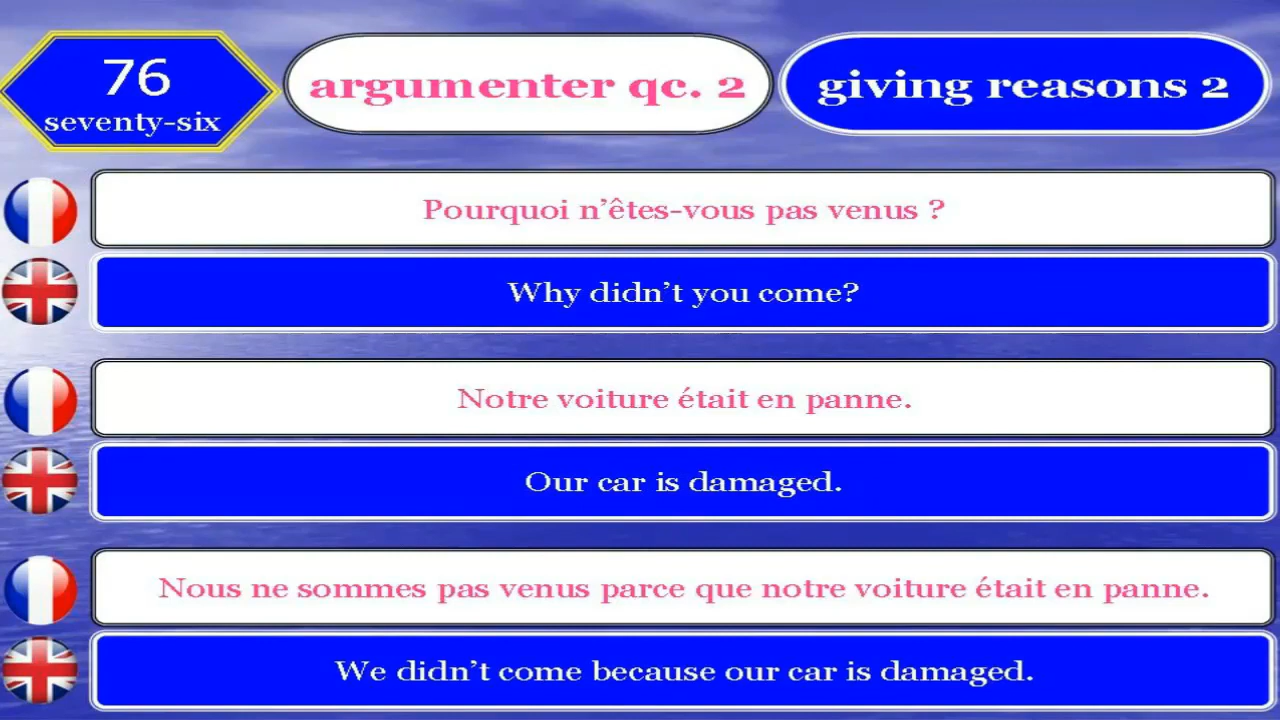 76
seventy-six
argumenter qc. 2
giving reasons 2
Pourquoi n’êtes-vous pas venus ?
Why didn’t you come?
Notre voiture était en panne.
Our car is damaged.
Nous ne sommes pas venus parce que notre voiture était en panne.
We didn’t come because our car is damaged.